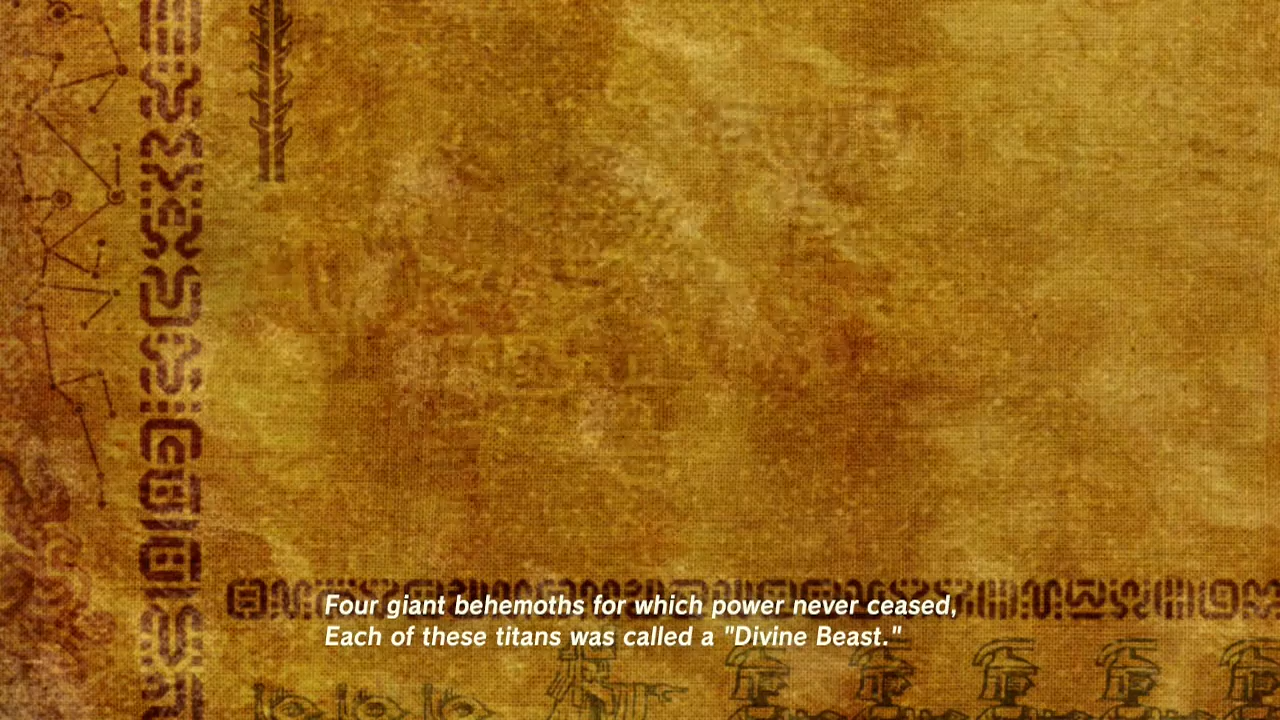 Four giant behemoths for which power never ceased,
Each of these titans was called a "Divine Beast."